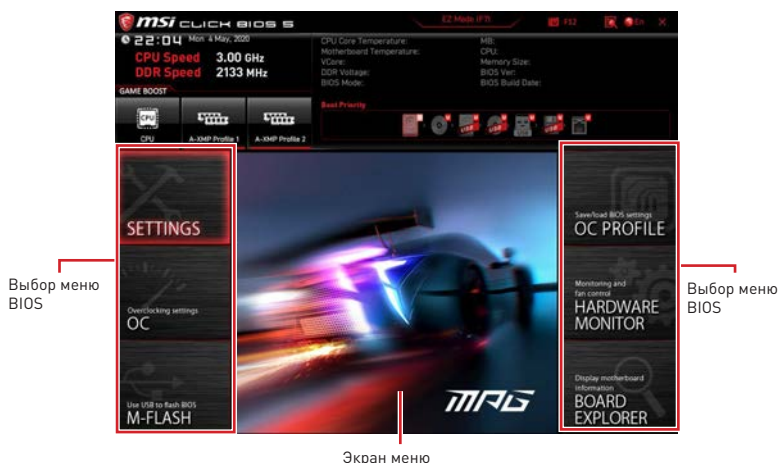 msi CLICK BIOS 5
EZ Mode (F7)
F12
En
X
22:04 Mon 4 May, 2020
CPU Speed 3.00 GHz
DDR Speed 2133 MHz
CPU Core Temperature:
Motherboard Temperature:
VCore:
DDR Voltage:
BIOS Mode:
MB:
CPU:
Memory Size:
BIOS Ver:
BIOS Build Date:
GAME BOOST
Boot Priority
CPU
CPU
A-XMP Profile 1
A-XMP Profile 2
USB
USB
SETTINGS
Overclocking settings
OC
Use USB to flash BIOS
M-FLASH
MPG
Save/load BIOS settings
OC PROFILE
Monitoring and
fan control
HARDWARE
MONITOR
Display motherboard
information
BOARD
EXPLORER
Выбор меню
BIOS
Выбор меню
BIOS
Экран меню